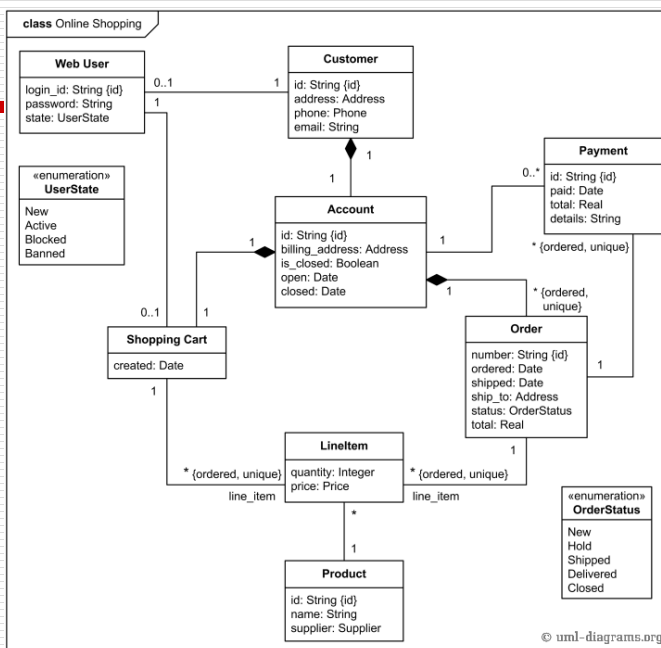 class Online Shopping
Web User
login_id: String {id}
password: String
state: UserState
0..1
1
1
Customer
id: String {id}
address: Address
phone: Phone
email: String
1
1
«enumeration»
UserState
New
Active
Blocked
Banned
Payment
id: String {id}
paid: Date
total: Real
details: String
0..*
1
* {ordered, unique}
1
Account
id: String {id}
billing_address: Address
is_closed: Boolean
open: Date
closed: Date
1
1
1
* {ordered,
unique}
0..1
Shopping Cart
created: Date
1
Order
number: String {id}
ordered: Date
shipped: Date
ship_to: Address
status: OrderStatus
total: Real
1
LineItem
quantity: Integer
price: Price
* {ordered, unique}
line_item
* {ordered, unique}
line_item
*
1
«enumeration»
OrderStatus
New
Hold
Shipped
Delivered
Closed
Product
id: String {id}
name: String
supplier: Supplier
© uml-diagrams.org